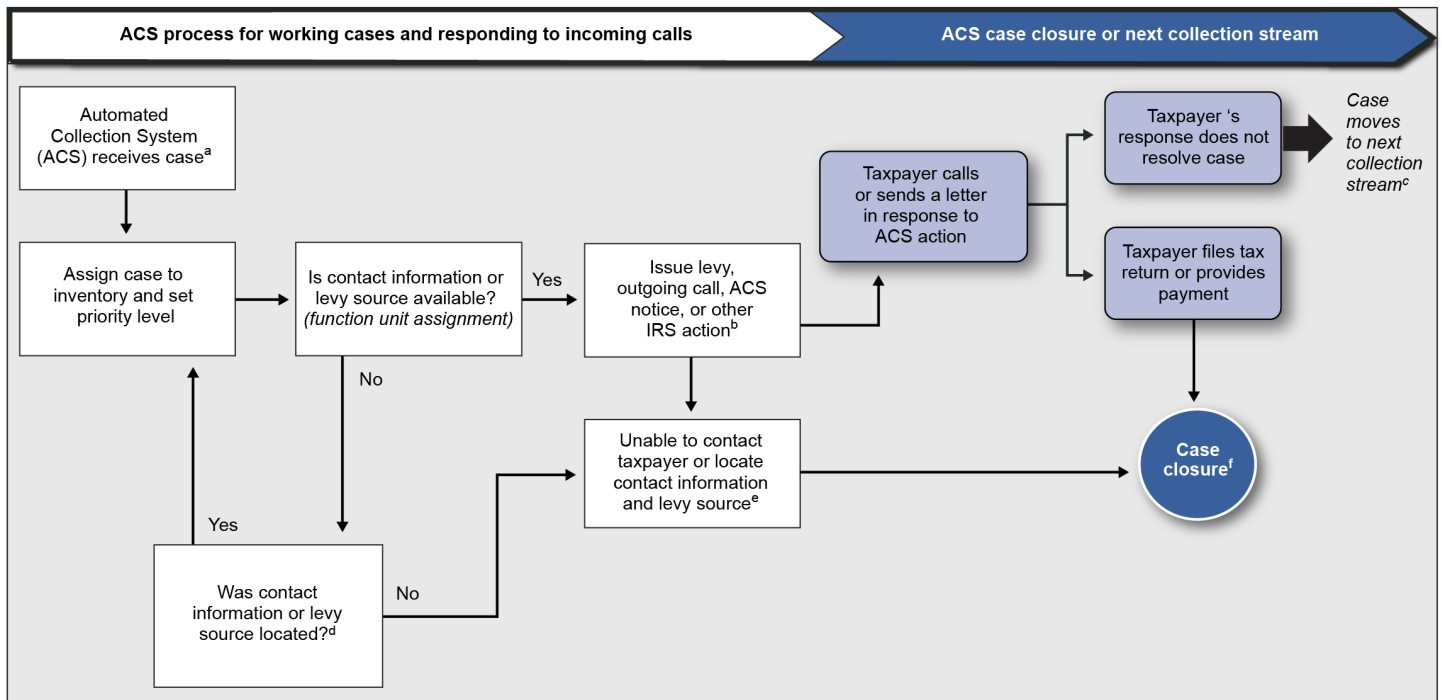 ACS process for working cases and responding to incoming calls
ACS case closure or next collection stream
Automated
Collection System
(ACS) receives caseᵃ
Assign case to
inventory and set
priority level
Is contact information or
levy source available?
(function unit assignment)
Yes
No
Issue levy,
outgoing call, ACS
notice, or other
IRS actionᵇ
Taxpayer calls
or sends a letter
in response to
ACS action
Taxpayer ‘s
response does not
resolve case
Case
moves
to next
collection
streamᶜ
Taxpayer files tax
return or provides
payment
Unable to contact
taxpayer or locate
contact information
and levy sourceᵉ
Case
closureᶠ
Yes
Was contact
information or levy
source located?ᵈ
No